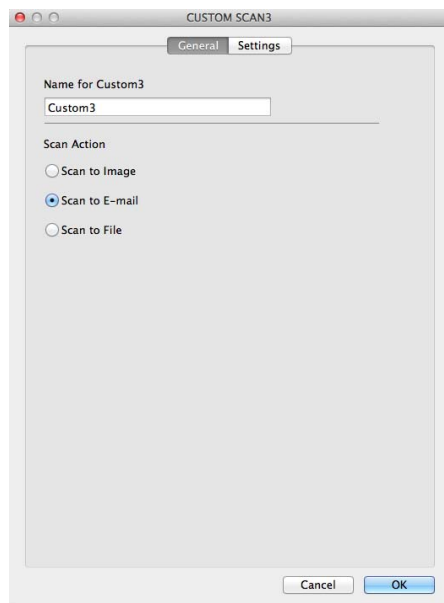 CUSTOM SCAN3
General Settings
Name for Custom3
Custom3
Scan Action
Scan to Image
Scan to E-mail
Scan to File
Cancel OK